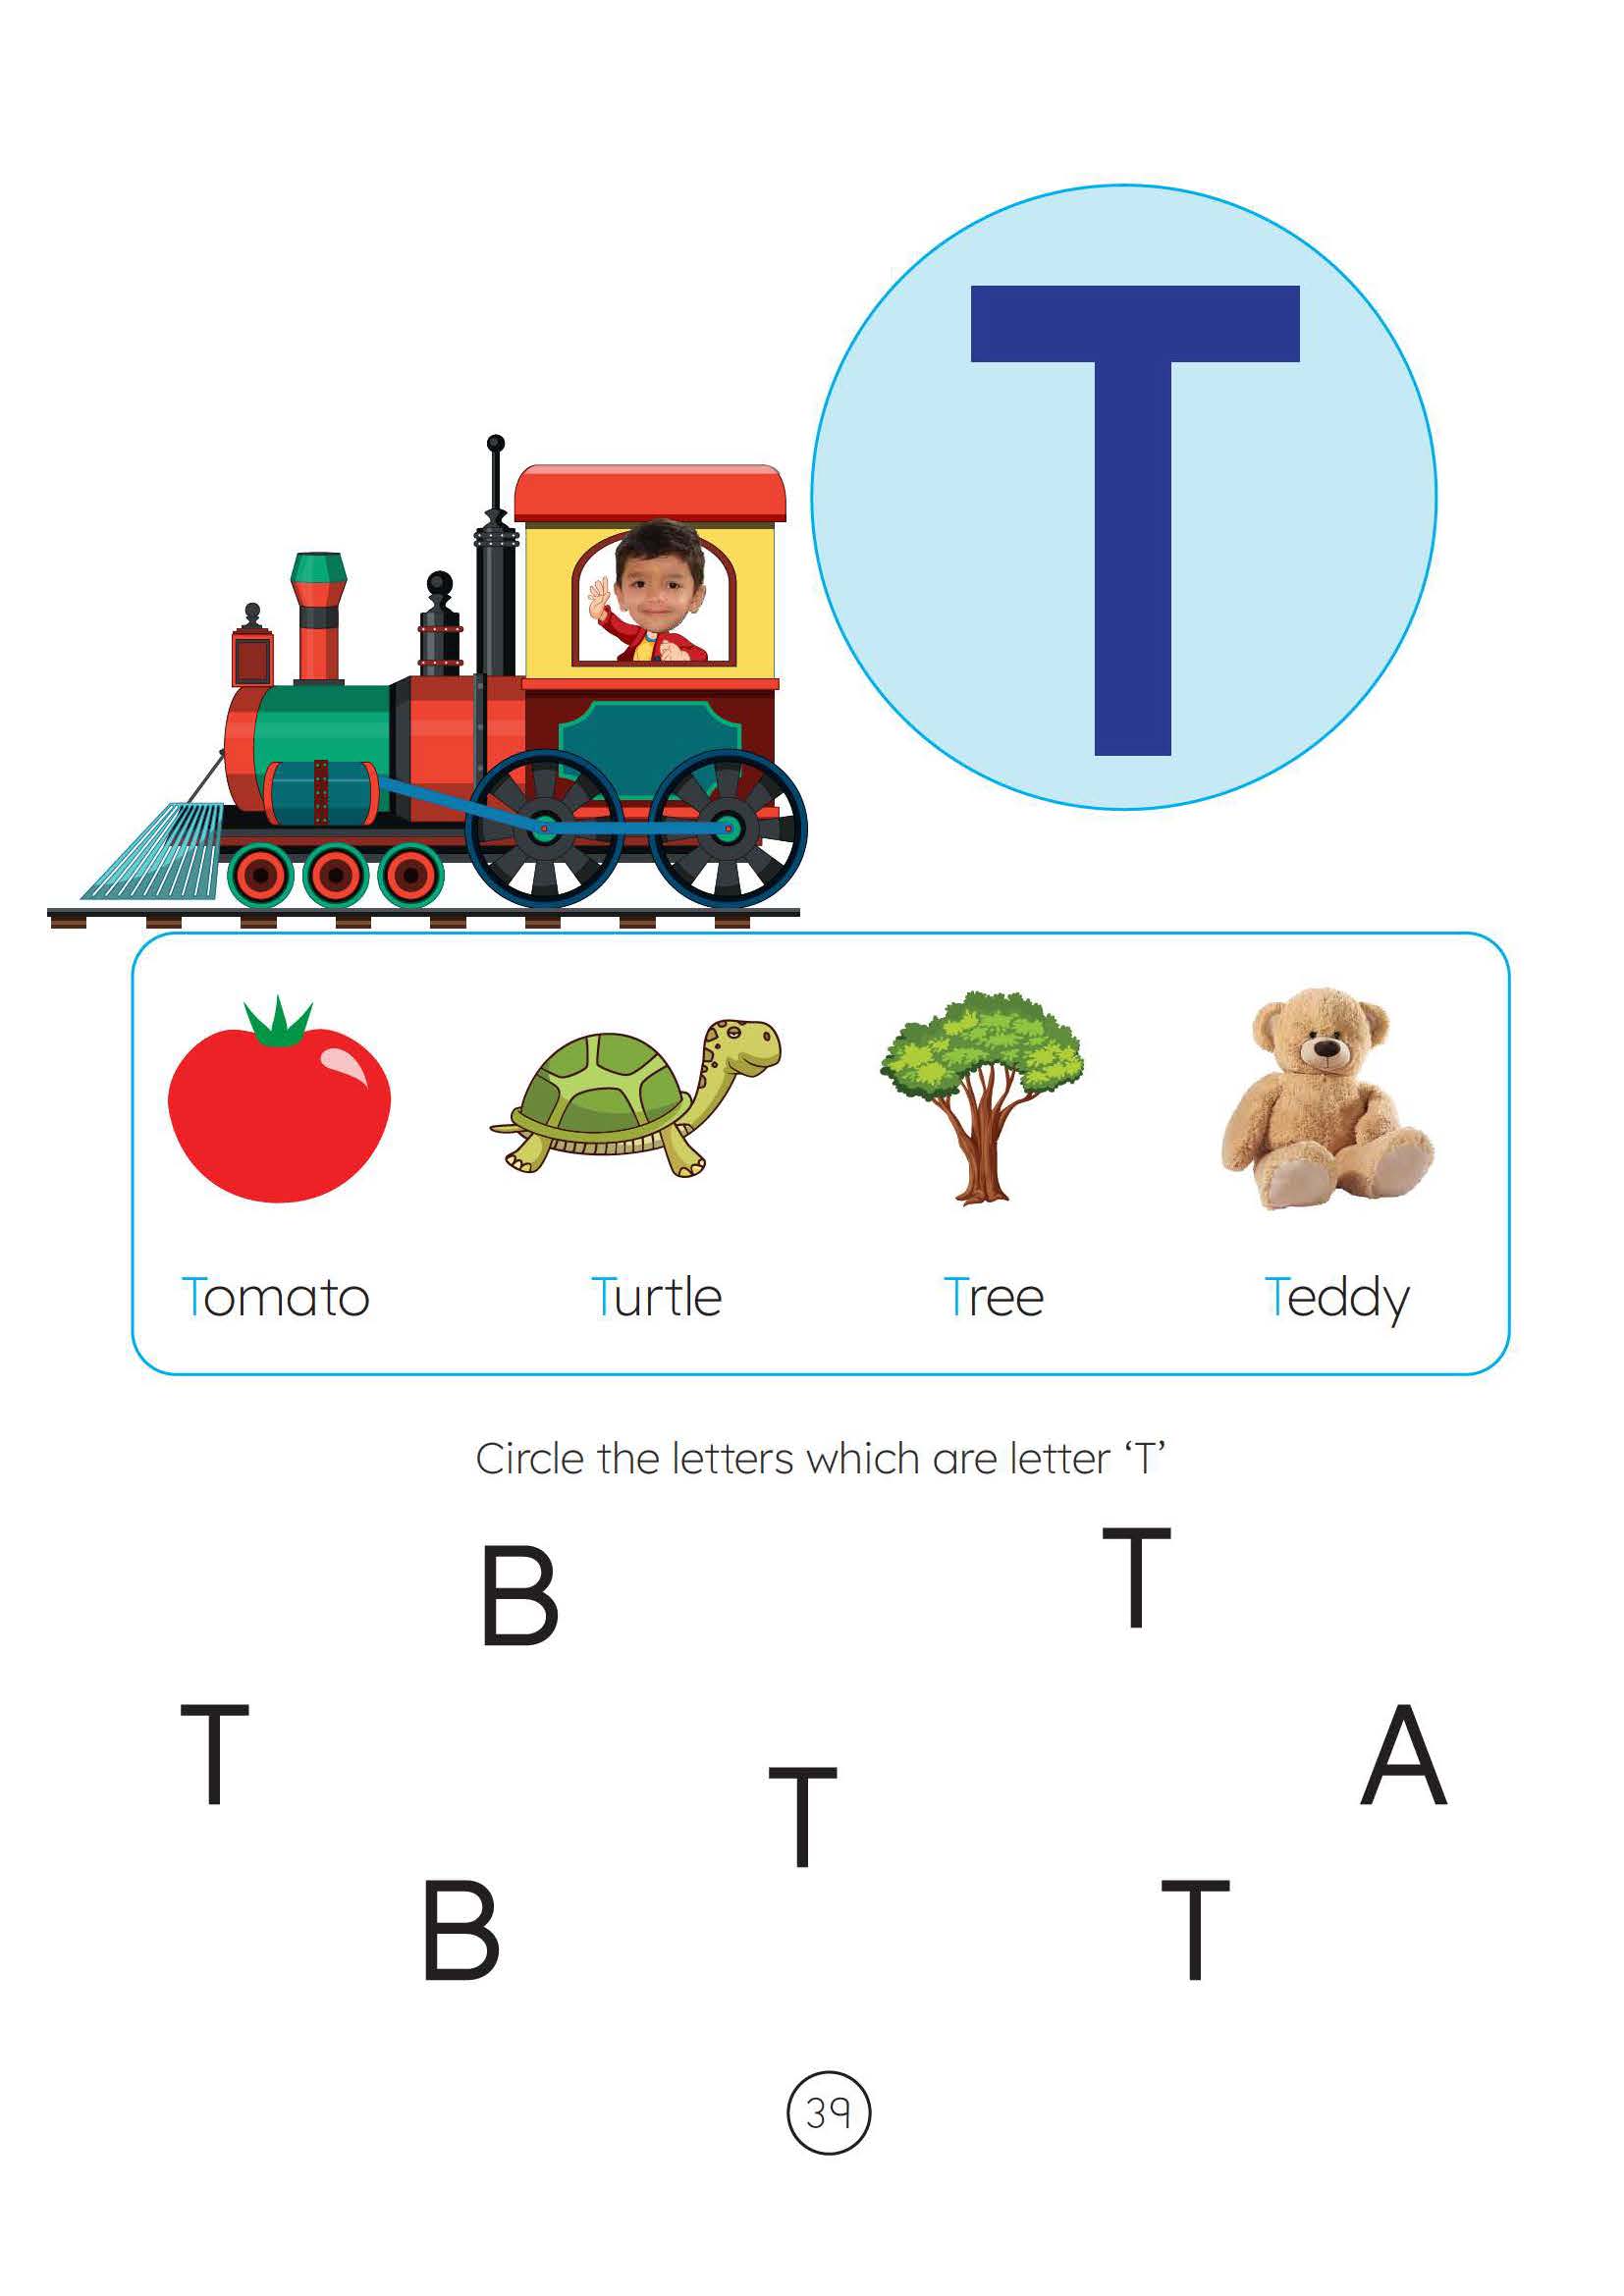 T
Tomato Turtle Tree Teddy
Circle the letters which are letter ‘T’
B T
T A
T
B T
39